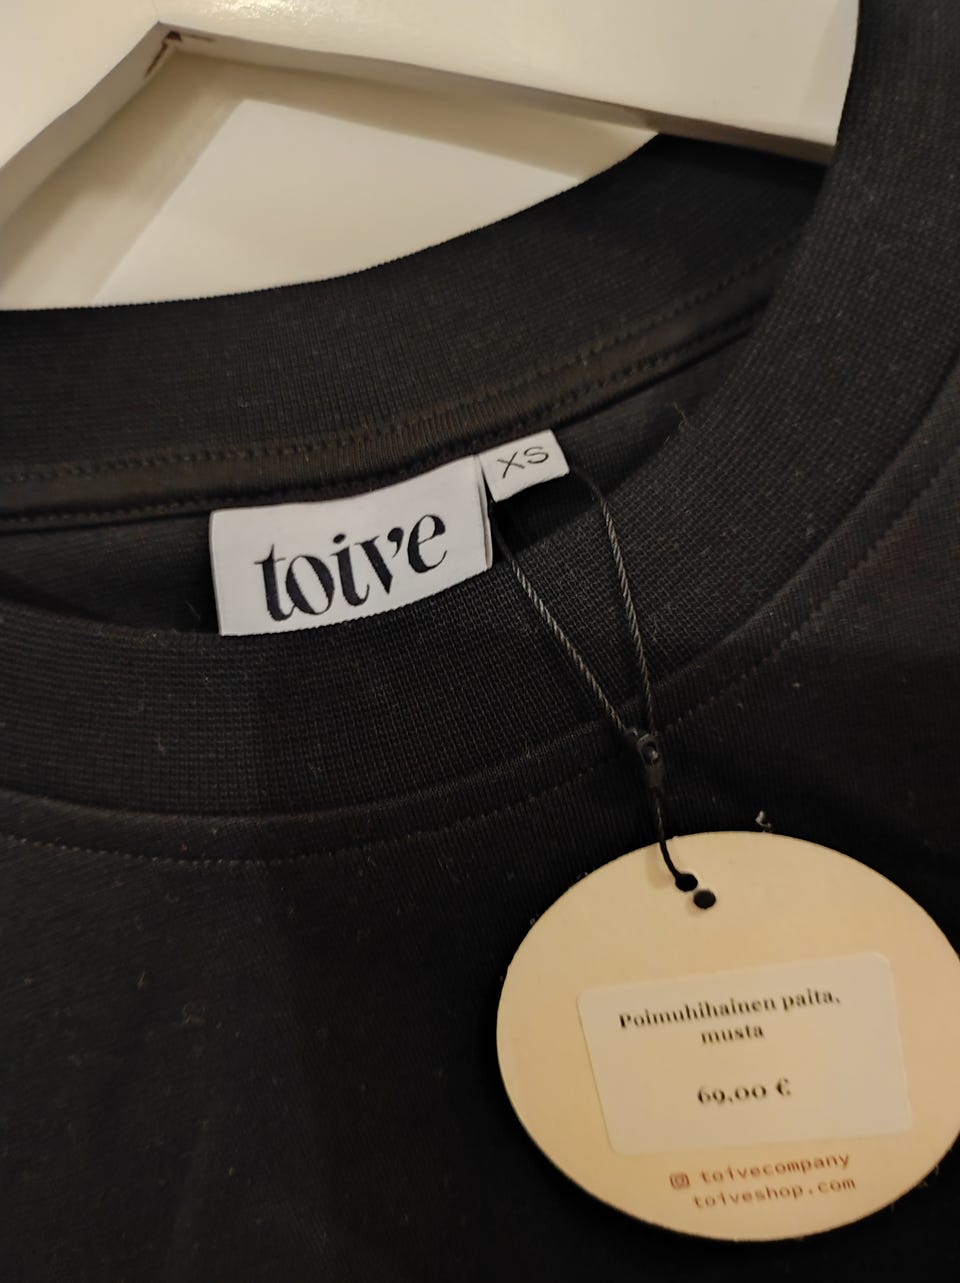 XS
toive
Poimuhihainen paita,
musta
69,00 €
toivecompany
toiveshop.com